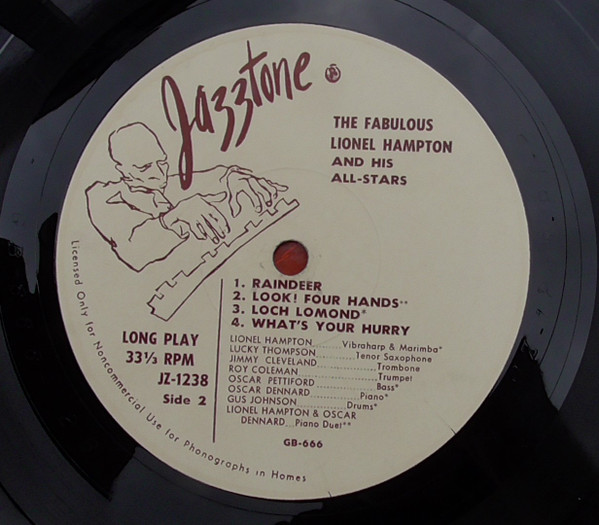 Jazztone
THE FABULOUS
LIONEL HAMPTON
AND HIS
ALL-STARS
1. RAINDEER
2. LOOK! FOUR HANDS**
3. LOCH LOMOND*
4. WHAT'S YOUR HURRY
LONG PLAY
33⅓ RPM
JZ-1238
Side 2
LIONEL HAMPTON..........Vibraharp & Marimba*
LUCKY THOMPSON............Tenor Saxophone
JIMMY CLEVELAND....................Trombone
ROY COLEMAN..........................Trumpet
OSCAR PETTIFORD.......................Bass*
OSCAR DENNARD........................Piano*
GUS JOHNSON...................Drums*
LIONEL HAMPTON & OSCAR
DENNARD....Piano Duet**
GB-666
Licensed Only for Noncommercial Use for Phonographs in Homes